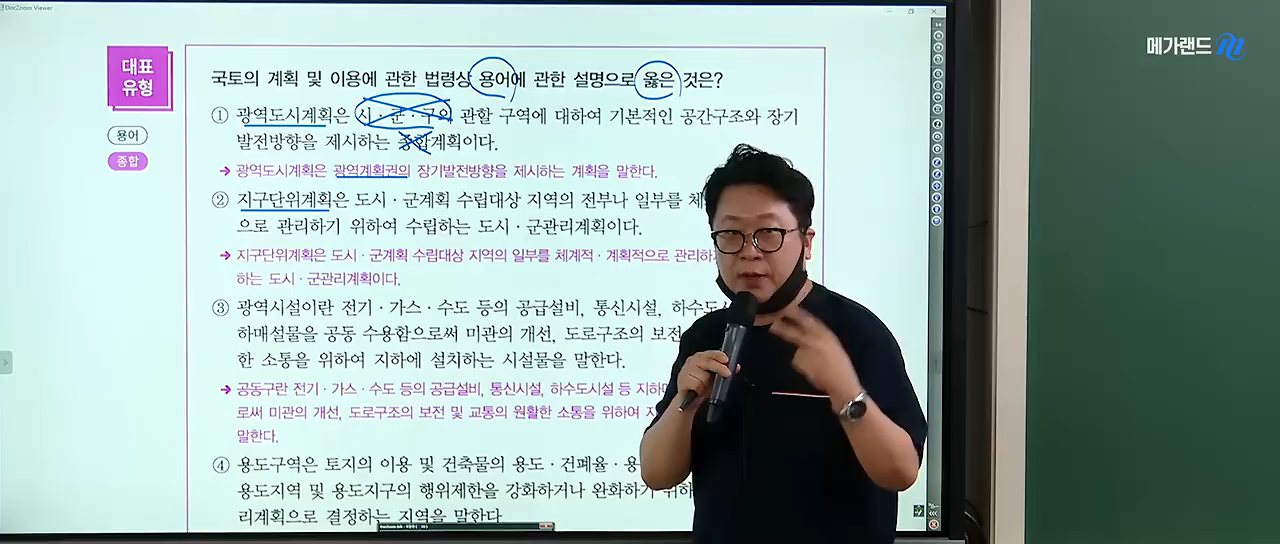 DocZoom Viewer
메가랜드
대표
유형
국토의 계획 및 이용에 관한 법령상 용어에 관한 설명으로 옳은 것은?
용어
종합
① 광역도시계획은 시·군·구의 관할 구역에 대하여 기본적인 공간구조와 장기
발전방향을 제시하는 종합계획이다.
→ 광역도시계획은 광역계획권의 장기발전방향을 제시하는 계획을 말한다.
② 지구단위계획은 도시·군계획 수립대상 지역의 전부나 일부를 체
으로 관리하기 위하여 수립하는 도시·군관리계획이다.
→ 지구단위계획은 도시·군계획 수립대상 지역의 일부를 체계적·계획적으로 관리하
하는 도시·군관리계획이다.
③ 광역시설이란 전기·가스·수도 등의 공급설비, 통신시설, 하수도시
하매설물을 공동 수용함으로써 미관의 개선, 도로구조의 보전
한 소통을 위하여 지하에 설치하는 시설물을 말한다.
→ 공동구란 전기·가스·수도 등의 공급설비, 통신시설, 하수도시설 등 지하매
로써 미관의 개선, 도로구조의 보전 및 교통의 원활한 소통을 위하여 지
말한다.
④ 용도구역은 토지의 이용 및 건축물의 용도·건폐율·용
용도지역 및 용도지구의 행위제한을 강화하거나 완화하기 위하
리계획으로 결정하는 지역을 말한다